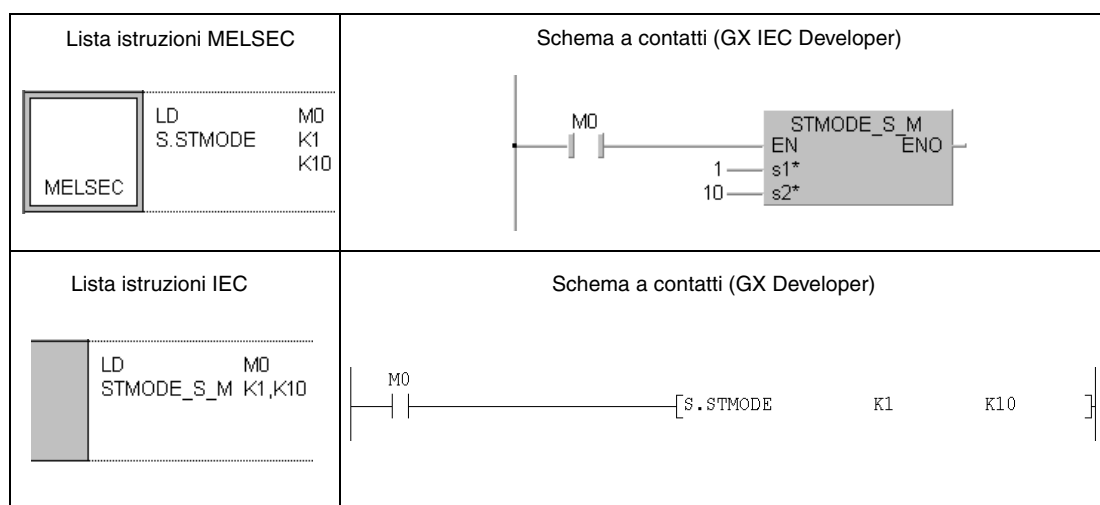 Lista istruzioni MELSEC
MELSEC
LD M0
S.STMODE K1
K10
Schema a contatti (GX IEC Developer)
M0
STMODE_S_M
EN ENO
1 s1*
10 s2*
Lista istruzioni IEC
LD M0
STMODE_S_M K1,K10
Schema a contatti (GX Developer)
M0
[S.STMODE K1 K10 ]